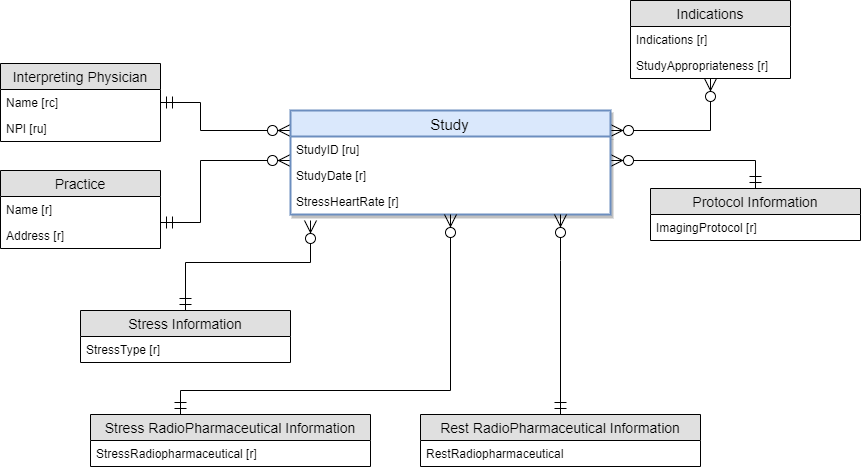 Indications
Indications [r]
StudyAppropriateness [r]
Interpreting Physician
Name [rc]
NPI [ru]
Study
StudyID [ru]
StudyDate [r]
StressHeartRate [r]
Practice
Name [r]
Address [r]
Protocol Information
ImagingProtocol [r]
Stress Information
StressType [r]
Stress RadioPharmaceutical Information
StressRadiopharmaceutical [r]
Rest RadioPharmaceutical Information
RestRadiopharmaceutical